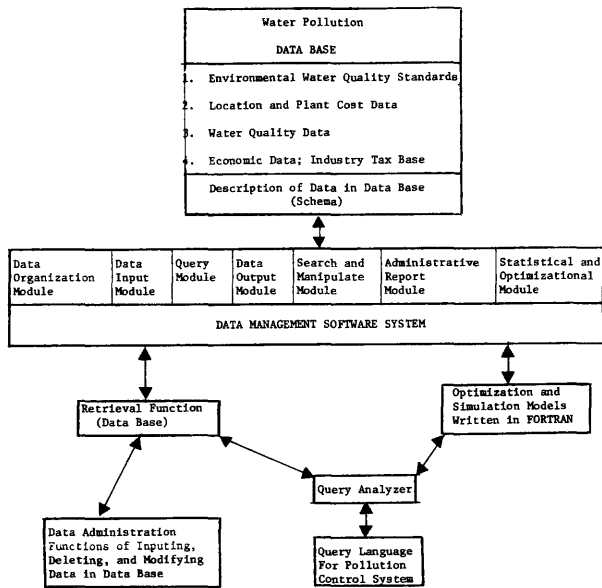 Water Pollution
DATA BASE
1. Environmental Water Quality Standards
2. Location and Plant Cost Data
3. Water Quality Data
4. Economic Data; Industry Tax Base
Description of Data in Data Base
(Schema)
Data
Organization
Module
Data
Input
Module
Query
Module
Data
Output
Module
Search and
Manipulate
Module
Administrative
Report
Module
Statistical and
Optimizational
Module
DATA MANAGEMENT SOFTWARE SYSTEM
Retrieval Function
(Data Base)
Optimization and
Simulation Models
Written in FORTRAN
Query Analyzer
Data Administration
Functions of Inputing,
Deleting, and Modifying
Data in Data Base
Query Language
For Pollution
Control System